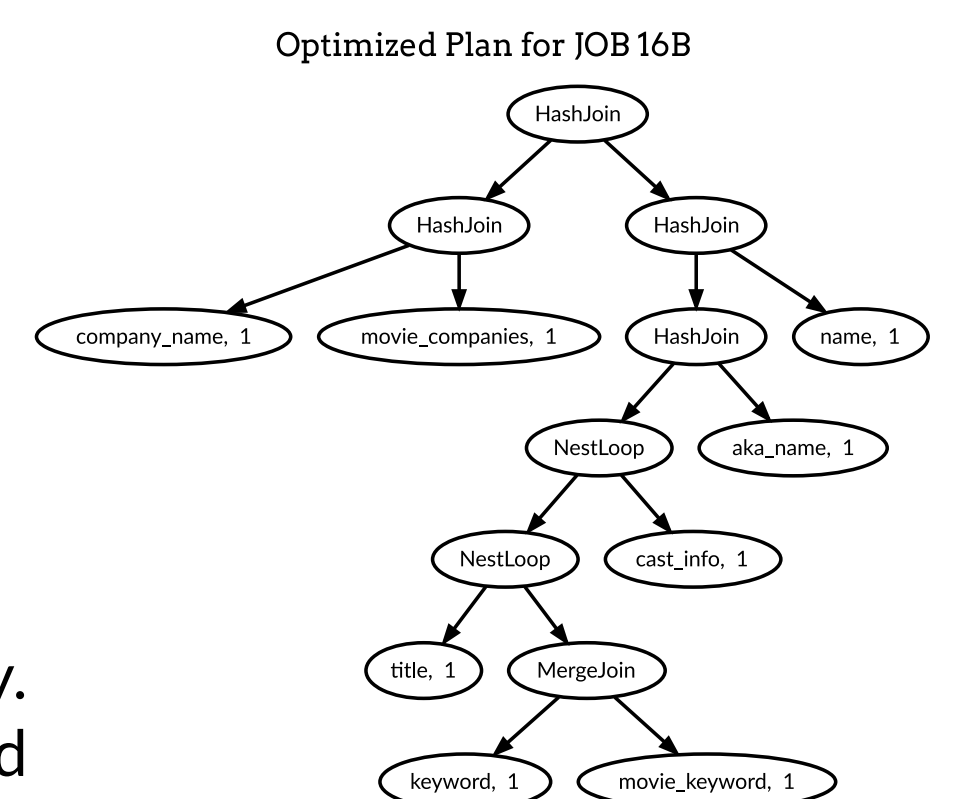 Optimized Plan for JOB 16B
HashJoin
HashJoin
HashJoin
company_name, 1
movie_companies, 1
HashJoin
name, 1
NestLoop
aka_name, 1
NestLoop
cast_info, 1
title, 1
MergeJoin
y.
d
keyword, 1
movie_keyword, 1